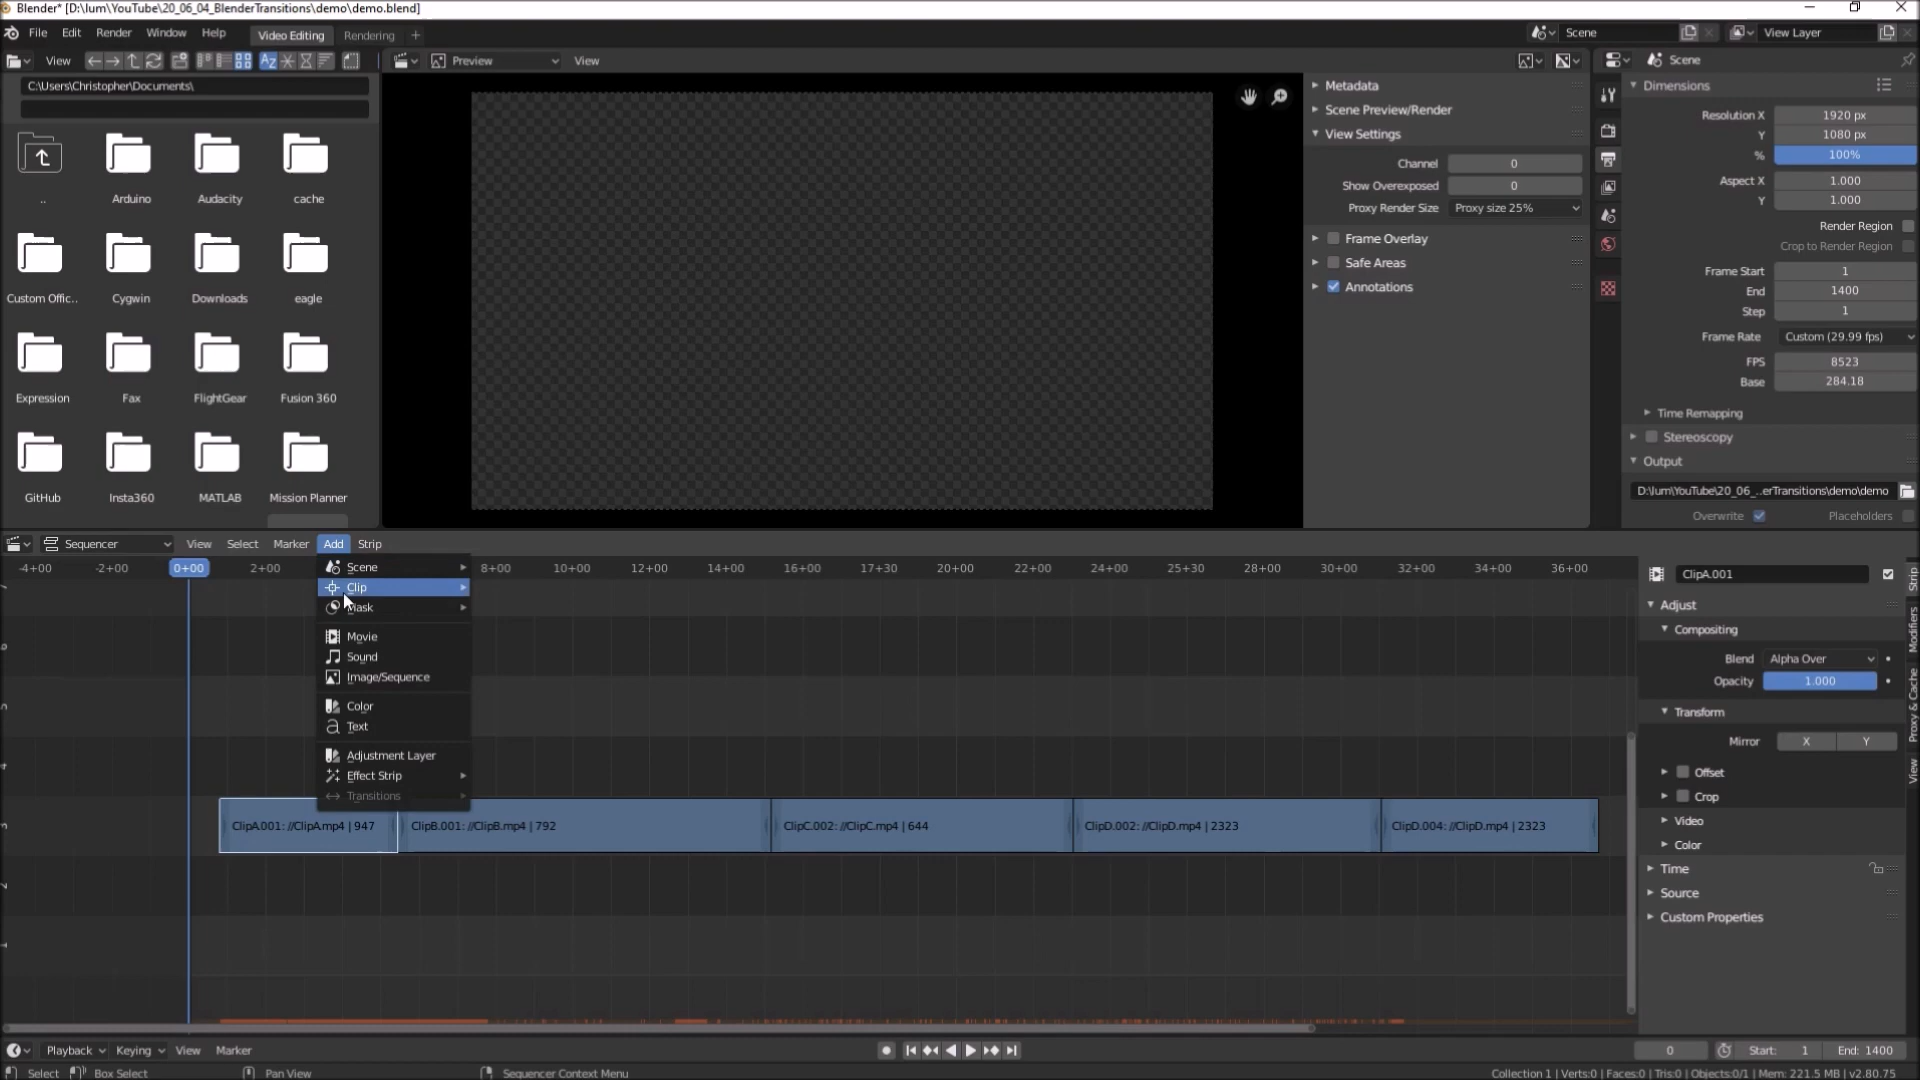 Blender* [D:\lum\YouTube\20_06_04_BlenderTransitions\demo\demo.blend]
File Edit Render Window Help Video Editing Rendering + Scene View Layer
View Preview View Scene
C:\Users\Christopher\Documents\
..
Arduino
Audacity
cache
Custom Offic..
Cygwin
Downloads
eagle
Expression
Fax
FlightGear
Fusion 360
GitHub
Insta360
MATLAB
Mission Planner
Metadata
Scene Preview/Render
View Settings
Channel 0
Show Overexposed 0
Proxy Render Size Proxy size 25%
Frame Overlay
Safe Areas
Annotations
Dimensions
Resolution X 1920 px
Y 1080 px
% 100%
Aspect X 1.000
Y 1.000
Render Region
Crop to Render Region
Frame Start 1
End 1400
Step 1
Frame Rate Custom (29.99 fps)
FPS 8523
Base 284.18
Time Remapping
Stereoscopy
Output
D:\lum\YouTube\20_06_..erTransitions\demo\demo
Overwrite Placeholders
Sequencer View Select Marker Add Strip
-4+00 -2+00 0+00 2+00 8+00 10+00 12+00 14+00 16+00 17+30 20+00 22+00 24+00 25+30 28+00 30+00 32+00 34+00 36+00
Scene
Clip
Mask
Movie
Sound
Image/Sequence
Color
Text
Adjustment Layer
Effect Strip
Transitions
7
6
5
4
3
2
1
ClipA.001: //ClipA.mp4 | 947
ClipB.001: //ClipB.mp4 | 792
ClipC.002: //ClipC.mp4 | 644
ClipD.002: //ClipD.mp4 | 2323
ClipD.004: //ClipD.mp4 | 2323
ClipA.001
Adjust
Compositing
Blend Alpha Over
Opacity 1.000
Transform
Mirror X Y
Offset
Crop
Video
Color
Time
Source
Custom Properties
Strip
Modifiers
Proxy & Cache
View
Playback Keying View Marker 0 Start: 1 End: 1400
Select Box Select Pan View Sequencer Context Menu Collection 1 | Verts:0 | Faces:0 | Tris:0 | Objects:0/1 | Mem: 221.5 MB | v2.80.75